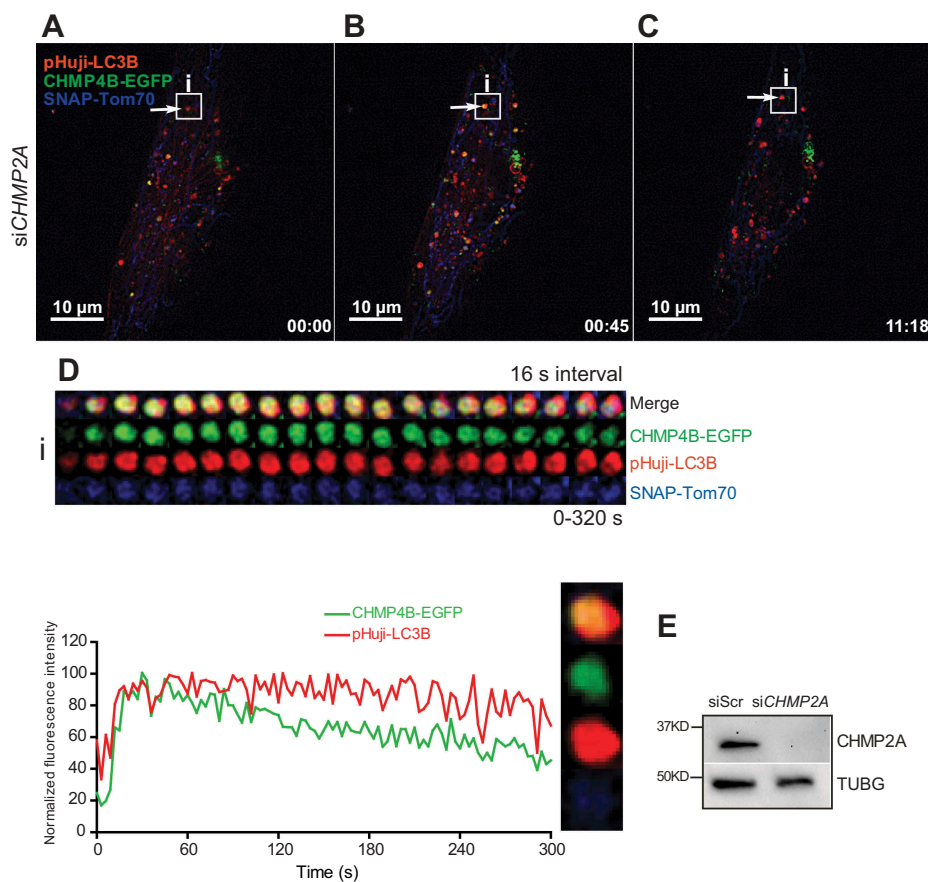 A
B
C
pHuji-LC3B
CHMP4B-EGFP
SNAP-Tom70
i
i
i
siCHMP2A
10 µm
00:00
10 µm
00:45
10 µm
11:18
D
16 s interval
i
Merge
CHMP4B-EGFP
pHuji-LC3B
SNAP-Tom70
0-320 s
CHMP4B-EGFP
pHuji-LC3B
Normalized fluorescence intensity
120
100
80
60
40
20
0
0
60
120
180
240
300
Time (s)
E
siScr siCHMP2A
37KD
CHMP2A
50KD
TUBG